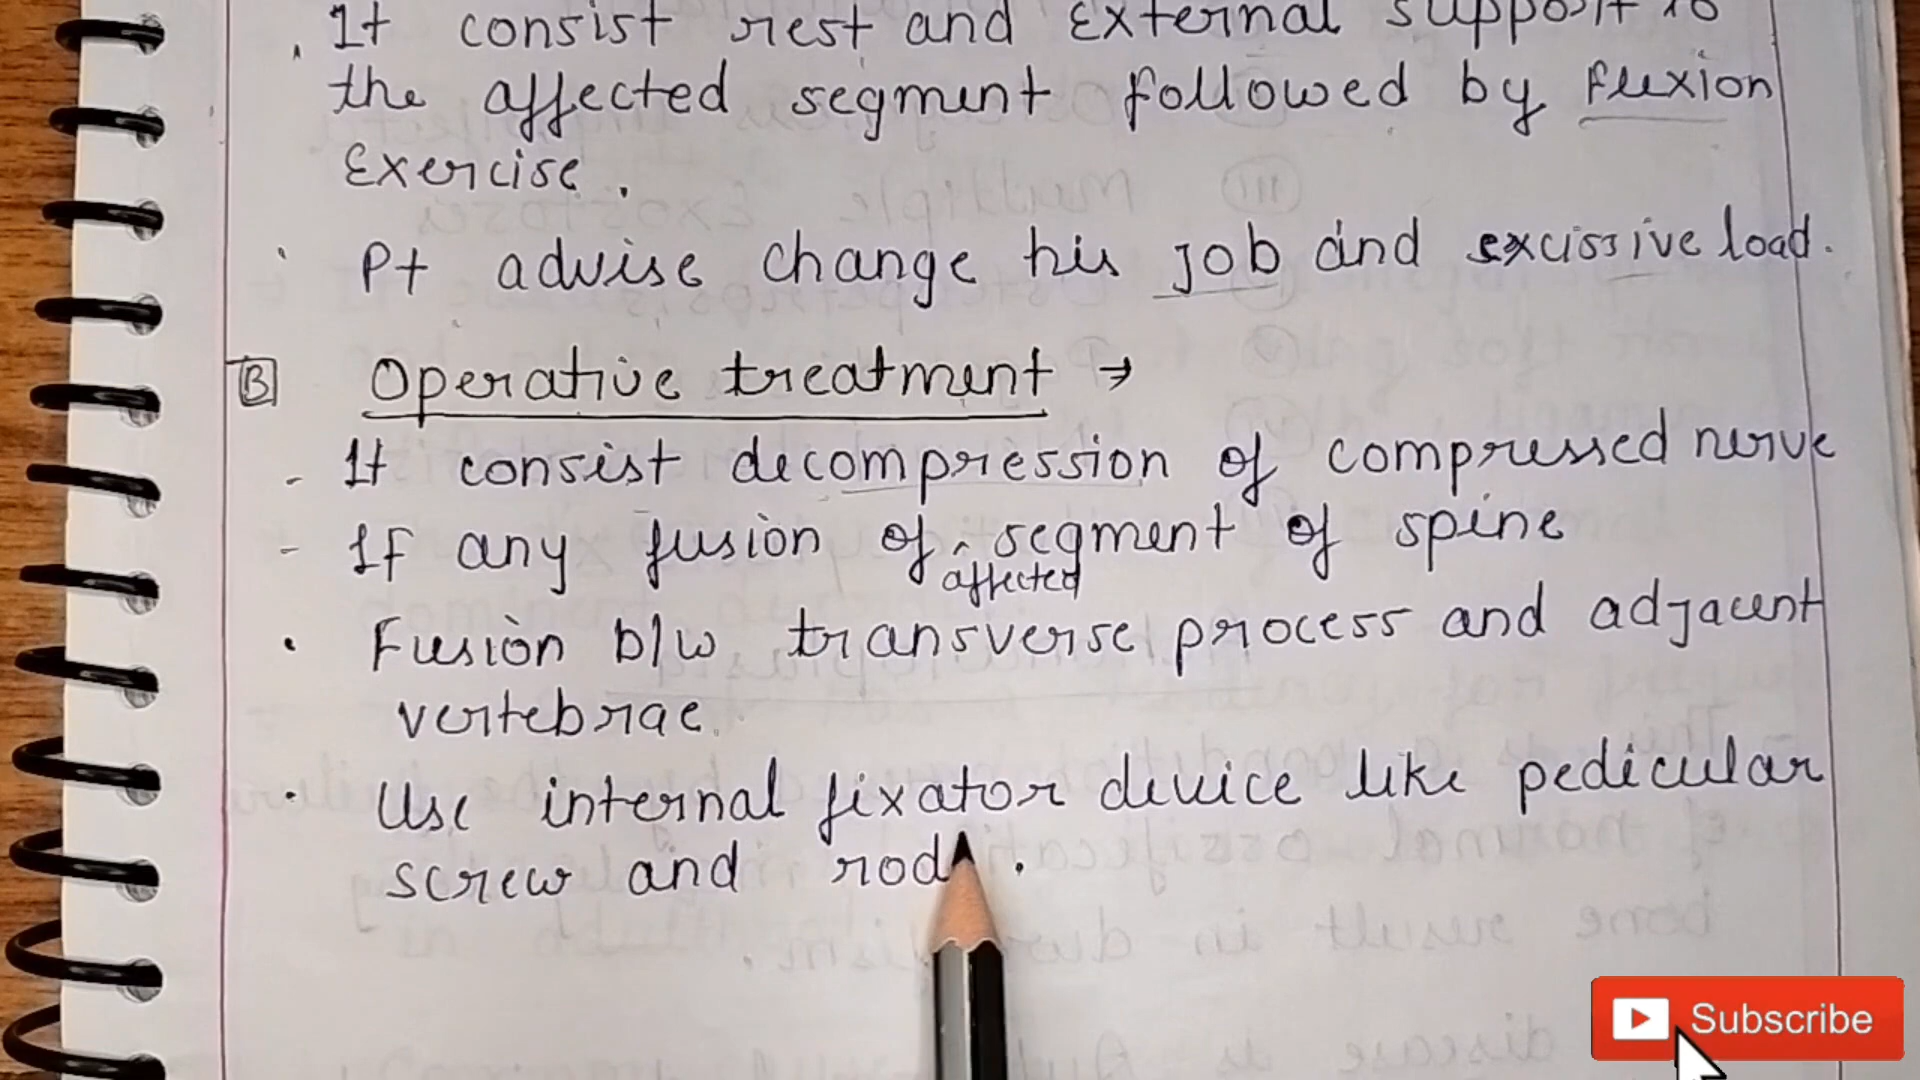 . It consist rest and External support to
the affected segment followed by flexion
Exercise.
Pt advise change his job and excissive load.
B Operative treatment →
- It consist decompression of compressed nerve
- If any fusion of ^ segment of spine
affected
• Fusion b/w transverse process and adjacent
vertebrae.
• Use internal fixator device like pedicular
screw and rod .
Subscribe